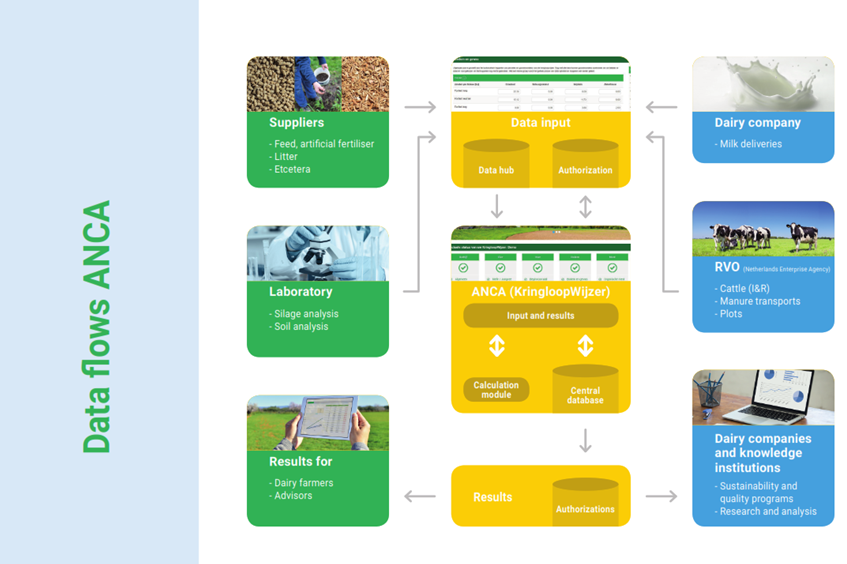 Data flows ANCA
Suppliers
- Feed, artificial fertiliser
- Litter
- Etcetera
Data input
Data hub
Authorization
Dairy company
- Milk deliveries
Laboratory
- Silage analysis
- Soil analysis
ANCA (KringloopWijzer)
Input and results
Calculation
module
Central
database
RVO (Netherlands Enterprise Agency)
- Cattle (I&R)
- Manure transports
- Plots
Results for
- Dairy farmers
- Advisors
Results
Authorizations
Dairy companies
and knowledge
institutions
- Sustainability and
quality programs
- Research and analysis